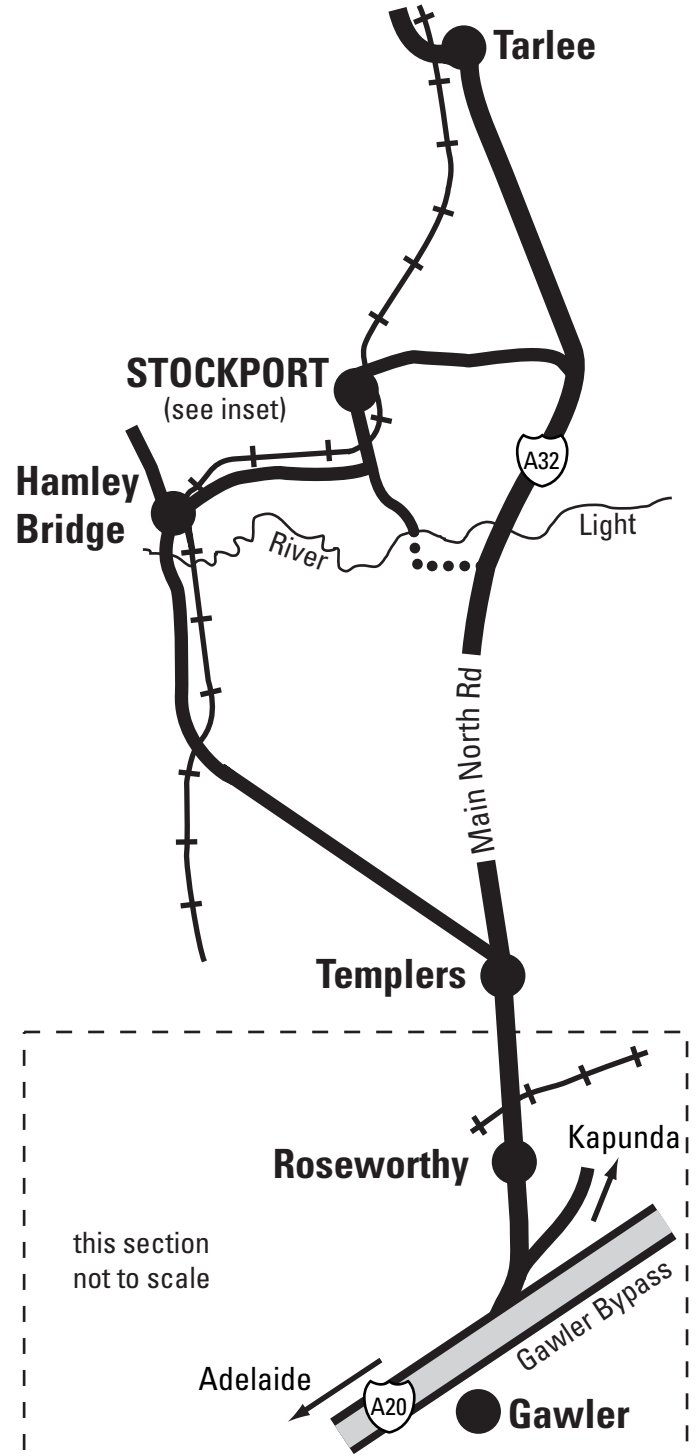 Tarlee
STOCKPORT
(see inset)
A32
Hamley
Bridge
River
Light
Main North Rd
Templers
Kapunda
Roseworthy
this section
not to scale
Gawler Bypass
Adelaide
A20
Gawler